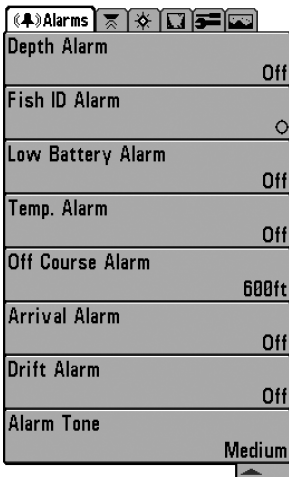 Alarms
Depth Alarm
Off
Fish ID Alarm
Low Battery Alarm
Off
Temp. Alarm
Off
Off Course Alarm
600ft
Arrival Alarm
Off
Drift Alarm
Off
Alarm Tone
Medium